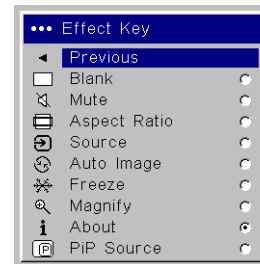 ••• Effect Key
Previous
Blank
Mute
Aspect Ratio
Source
Auto Image
Freeze
Magnify
i About
P PiP Source